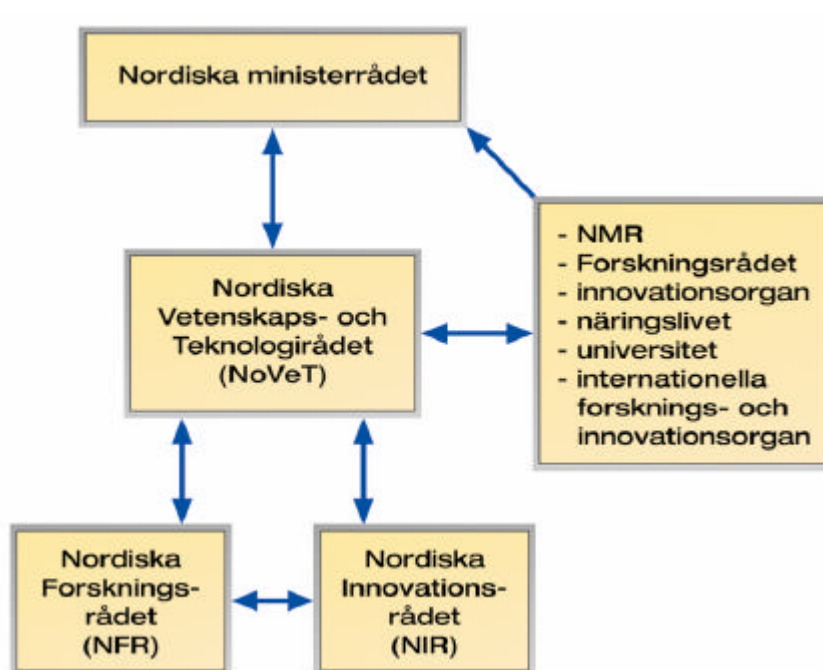 Nordiska ministerrådet
- NMR
- Forskningsrådet
- innovationsorgan
- näringslivet
- universitet
- internationella
forsknings- och
innovationsorgan
Nordiska
Vetenskaps- och
Teknologirådet
(NoVeT)
Nordiska
Forsknings-
rådet
(NFR)
Nordiska
Innovations-
rådet
(NIR)